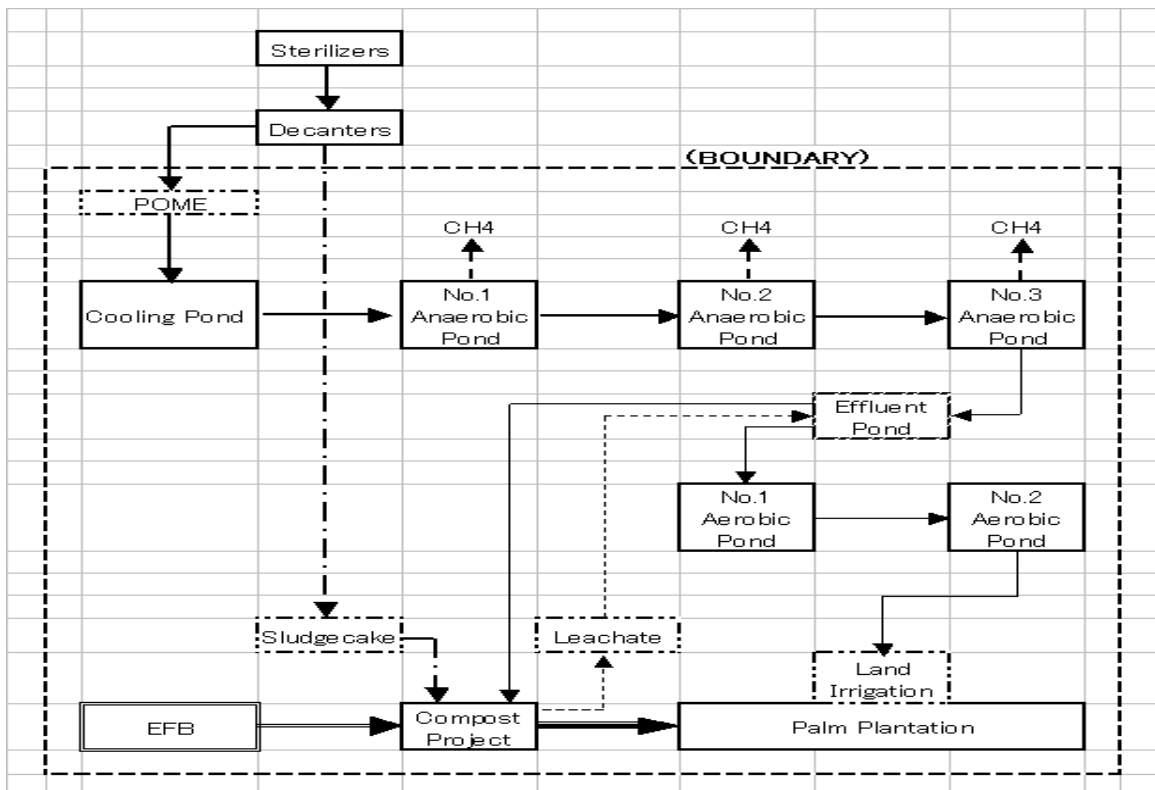 Sterilizers
Decanters
(BOUNDARY)
POME
CH4
CH4
CH4
Cooling Pond
No.1
Anaerobic
Pond
No.2
Anaerobic
Pond
No.3
Anaerobic
Pond
Effluent
Pond
No.1
Aerobic
Pond
No.2
Aerobic
Pond
Sludgecake
Leachate
Land
Irrigation
EFB
Compost
Project
Palm Plantation